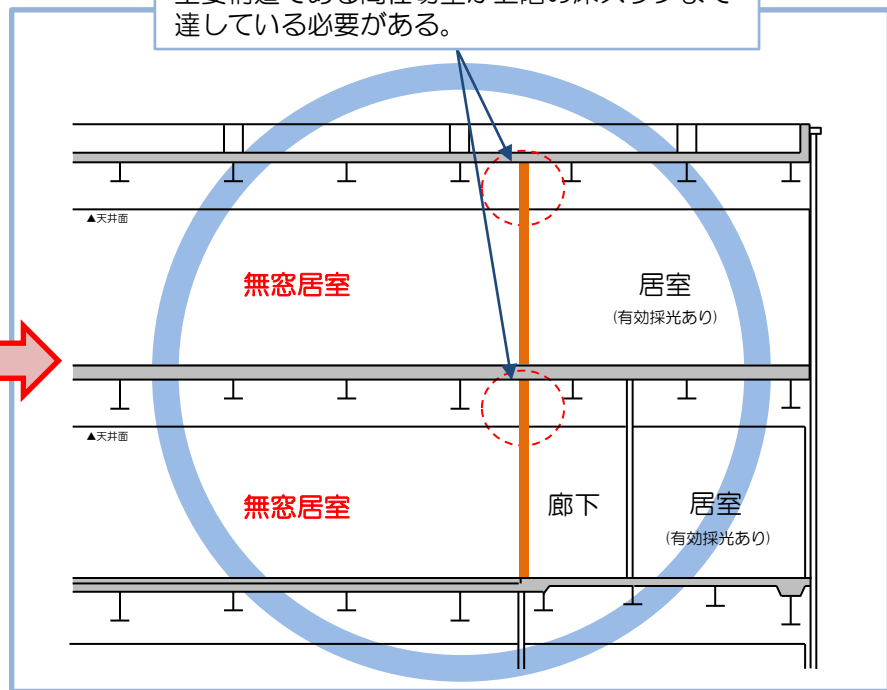 達している必要がある。
▲天井面
無窓居室
居室
(有効採光あり)
▲天井面
無窓居室
廊下
居室
(有効採光あり)